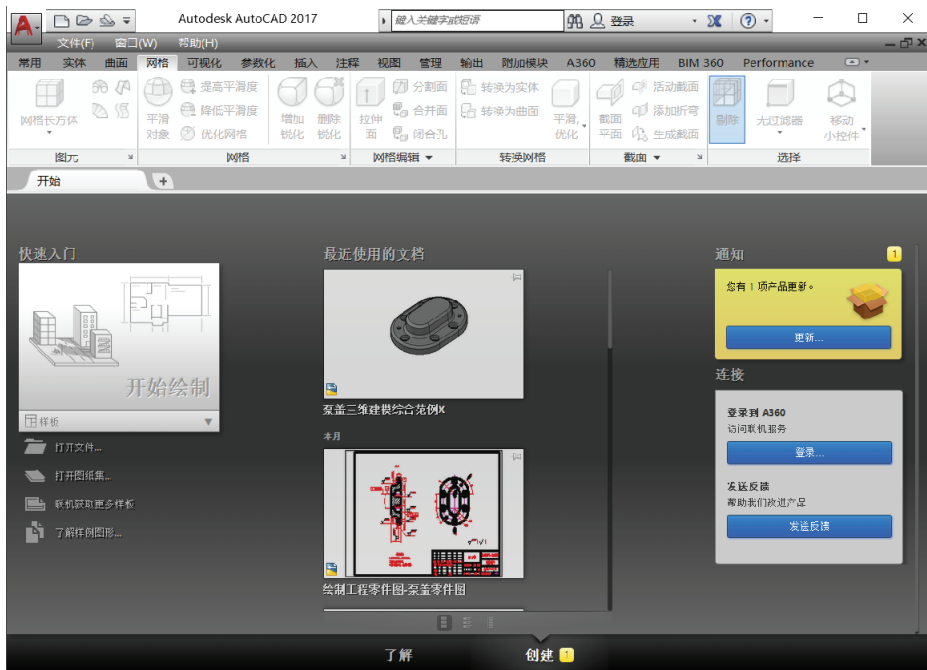 Autodesk AutoCAD 2017
键入关键字或短语
登录
文件(F) 窗口(W) 帮助(H)
常用 实体 曲面 网格 可视化 参数化 插入 注释 视图 管理 输出 附加模块 A360 精选应用 BIM 360 Performance
网格长方体
平滑对象
提高平滑度
降低平滑度
优化网格
增加锐化
删除锐化
拉伸面
分割面
合并面
闭合孔
转换为实体
转换为曲面
平滑, 优化
截面平面
活动截面
添加折弯
生成截面
剔除
无过滤器
移动小控件
图元 网格 网格编辑 转换网格 截面 选择
开始
快速入门
开始绘制
样板
打开文件...
打开图纸集...
联机获取更多样板
了解样例图形...
最近使用的文档
泵盖三维建模综合范例X
本月
绘制工程零件图-泵盖零件图
通知
1
您有 1 项产品更新。
更新...
连接
登录到 A360
访问联机服务
登录...
发送反馈
帮助我们改进产品
发送反馈
了解 创建 1